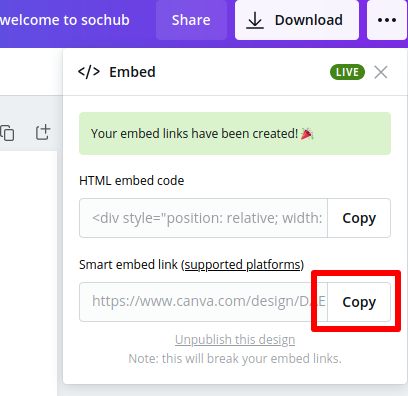 welcome to sochub
Share
Download
</> Embed
LIVE
Your embed links have been created!
HTML embed code
<div style="position: relative; width:
Copy
Smart embed link (supported platforms)
https://www.canva.com/design/DAE
Copy
Unpublish this design
Note: this will break your embed links.